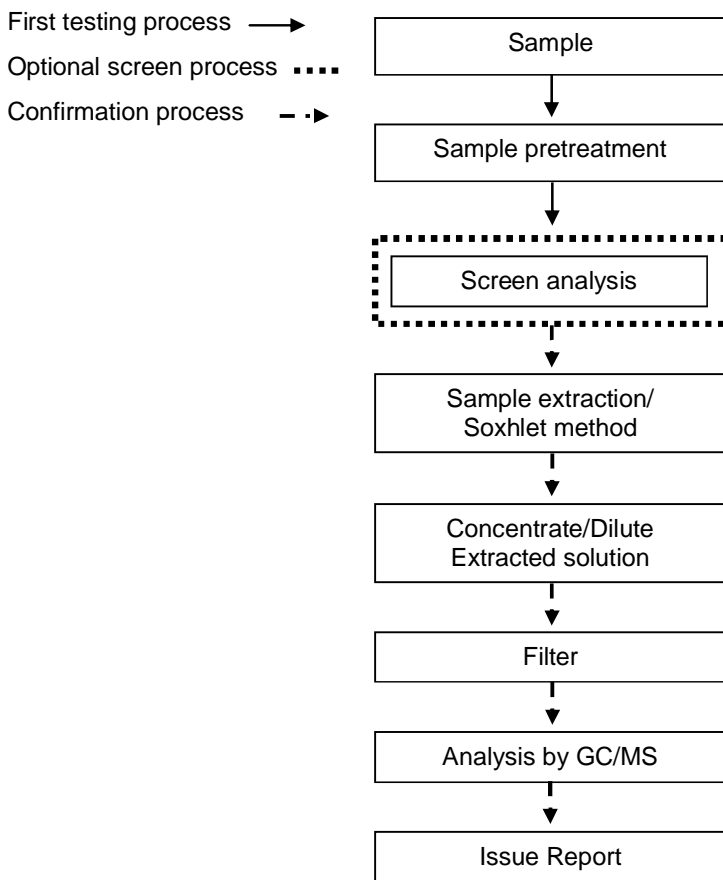 First testing process
Optional screen process
Confirmation process
Sample
Sample pretreatment
Screen analysis
Sample extraction/
Soxhlet method
Concentrate/Dilute
Extracted solution
Filter
Analysis by GC/MS
Issue Report